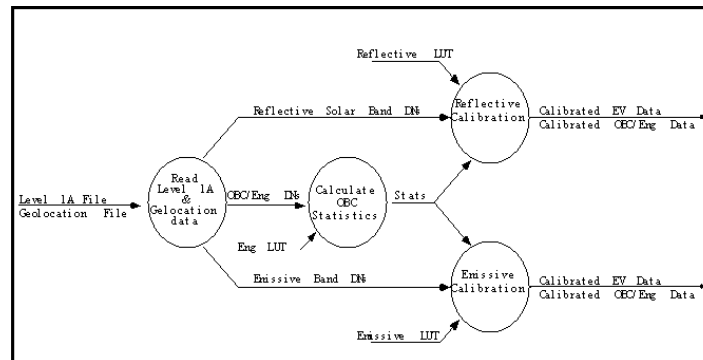 Reflective LUT
Reflective
Calibration
Reflective Solar Band DNs
Calibrated EV Data
Calibrated OBC/Eng Data
Read
Level 1A
&
Gelocation
data
Level 1A File
Geolocation File
OBC/Eng DNs
Calculate
OBC
Statistics
Stats
Eng LUT
Emissive Band DNs
Emissive
Calibration
Calibrated EV Data
Calibrated OBC/Eng Data
Emissive LUT